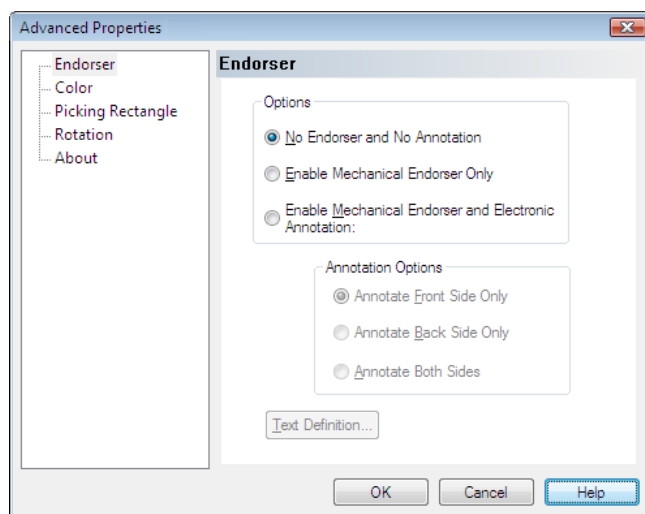 Advanced Properties
Endorser
Color
Picking Rectangle
Rotation
About
Endorser
Options
No Endorser and No Annotation
Enable Mechanical Endorser Only
Enable Mechanical Endorser and Electronic
Annotation:
Annotation Options
Annotate Front Side Only
Annotate Back Side Only
Annotate Both Sides
Text Definition...
OK Cancel Help